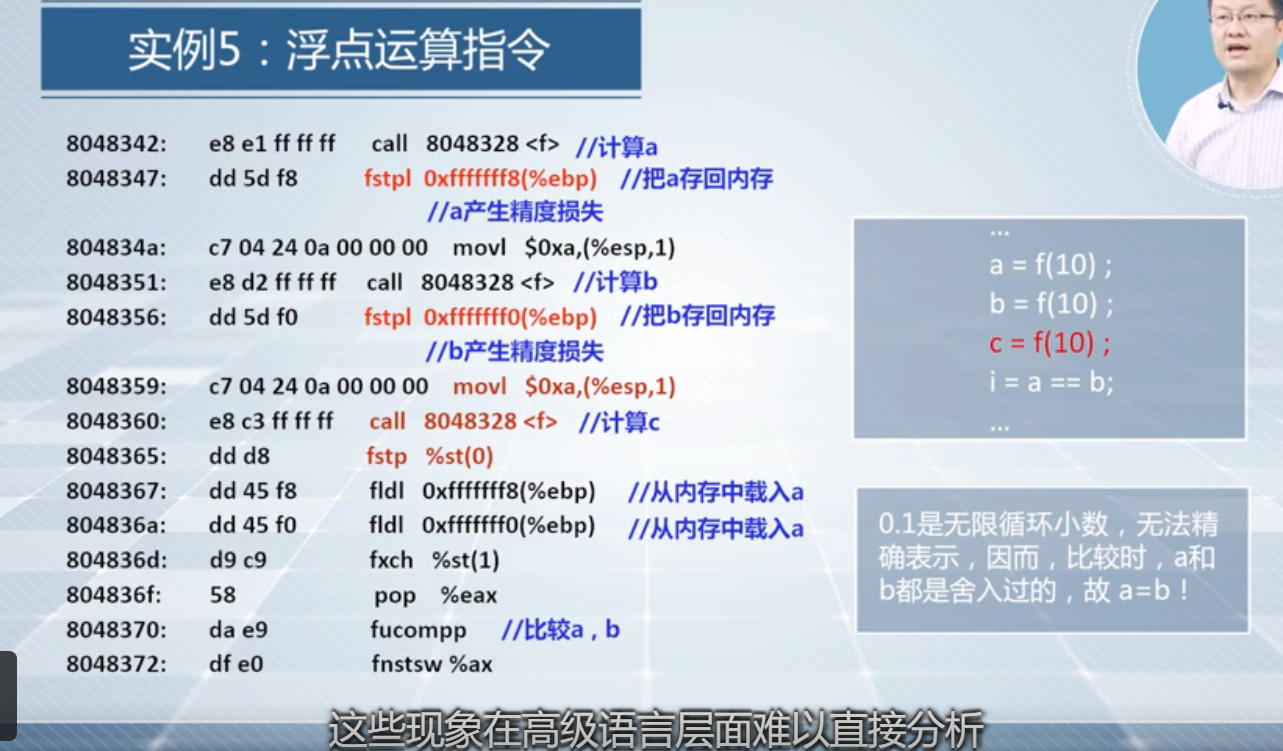 实例5：浮点运算指令
8048342: e8 e1 ff ff ff call 8048328 <f> //计算a
8048347: dd 5d f8 fstpl 0xfffffff8(%ebp) //把a存回内存
//a产生精度损失
804834a: c7 04 24 0a 00 00 00 movl $0xa,(%esp,1)
8048351: e8 d2 ff ff ff call 8048328 <f> //计算b
8048356: dd 5d f0 fstpl 0xfffffff0(%ebp) //把b存回内存
//b产生精度损失
8048359: c7 04 24 0a 00 00 00 movl $0xa,(%esp,1)
8048360: e8 c3 ff ff ff call 8048328 <f> //计算c
8048365: dd d8 fstp %st(0)
8048367: dd 45 f8 fldl 0xfffffff8(%ebp) //从内存中载入a
804836a: dd 45 f0 fldl 0xfffffff0(%ebp) //从内存中载入a
804836d: d9 c9 fxch %st(1)
804836f: 58 pop %eax
8048370: da e9 fucompp //比较a，b
8048372: df e0 fnstsw %ax
...
a = f(10) ;
b = f(10) ;
c = f(10) ;
i = a == b;
...
0.1是无限循环小数，无法精
确表示，因而，比较时，a和
b都是舍入过的，故 a=b！
这些现象在高级语言层面难以直接分析